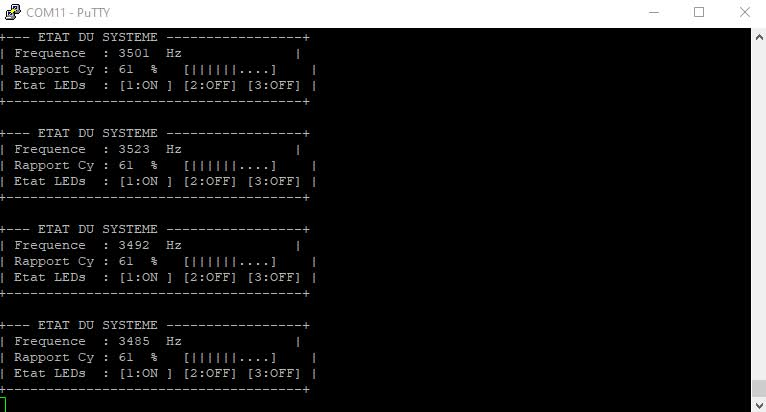 +--- ETAT DU SYSTEME -----------------+
| Frequence  : 3501  Hz              |
| Rapport Cy : 61  %   [||||||....]    |
| Etat LEDs  : [1:ON ] [2:OFF] [3:OFF] |
+-------------------------------------+
+--- ETAT DU SYSTEME -----------------+
| Frequence  : 3523  Hz              |
| Rapport Cy : 61  %   [||||||....]    |
| Etat LEDs  : [1:ON ] [2:OFF] [3:OFF] |
+-------------------------------------+
+--- ETAT DU SYSTEME -----------------+
| Frequence  : 3492  Hz              |
| Rapport Cy : 61  %   [||||||....]    |
| Etat LEDs  : [1:ON ] [2:OFF] [3:OFF] |
+-------------------------------------+
+--- ETAT DU SYSTEME -----------------+
| Frequence  : 3485  Hz              |
| Rapport Cy : 61  %   [||||||....]    |
| Etat LEDs  : [1:ON ] [2:OFF] [3:OFF] |
+-------------------------------------+
COM11 - PuTTY